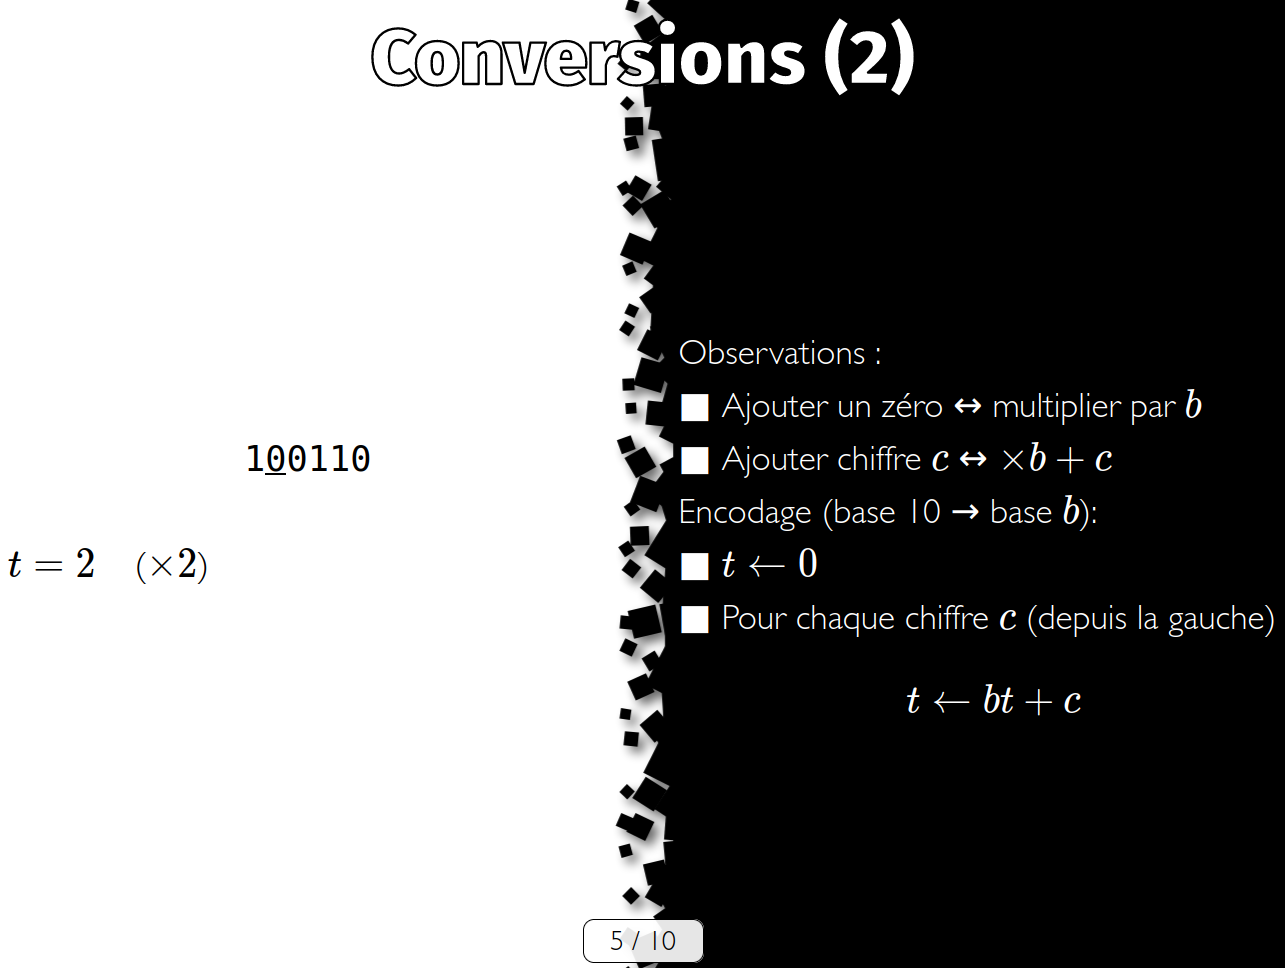 Conversions (2)
100110
t = 2 (×2)
Observations :
Ajouter un zéro ↔ multiplier par b
Ajouter chiffre c ↔ ×b + c
Encodage (base 10 → base b):
t ← 0
Pour chaque chiffre c (depuis la gauche)
t ← bt + c
5 / 10